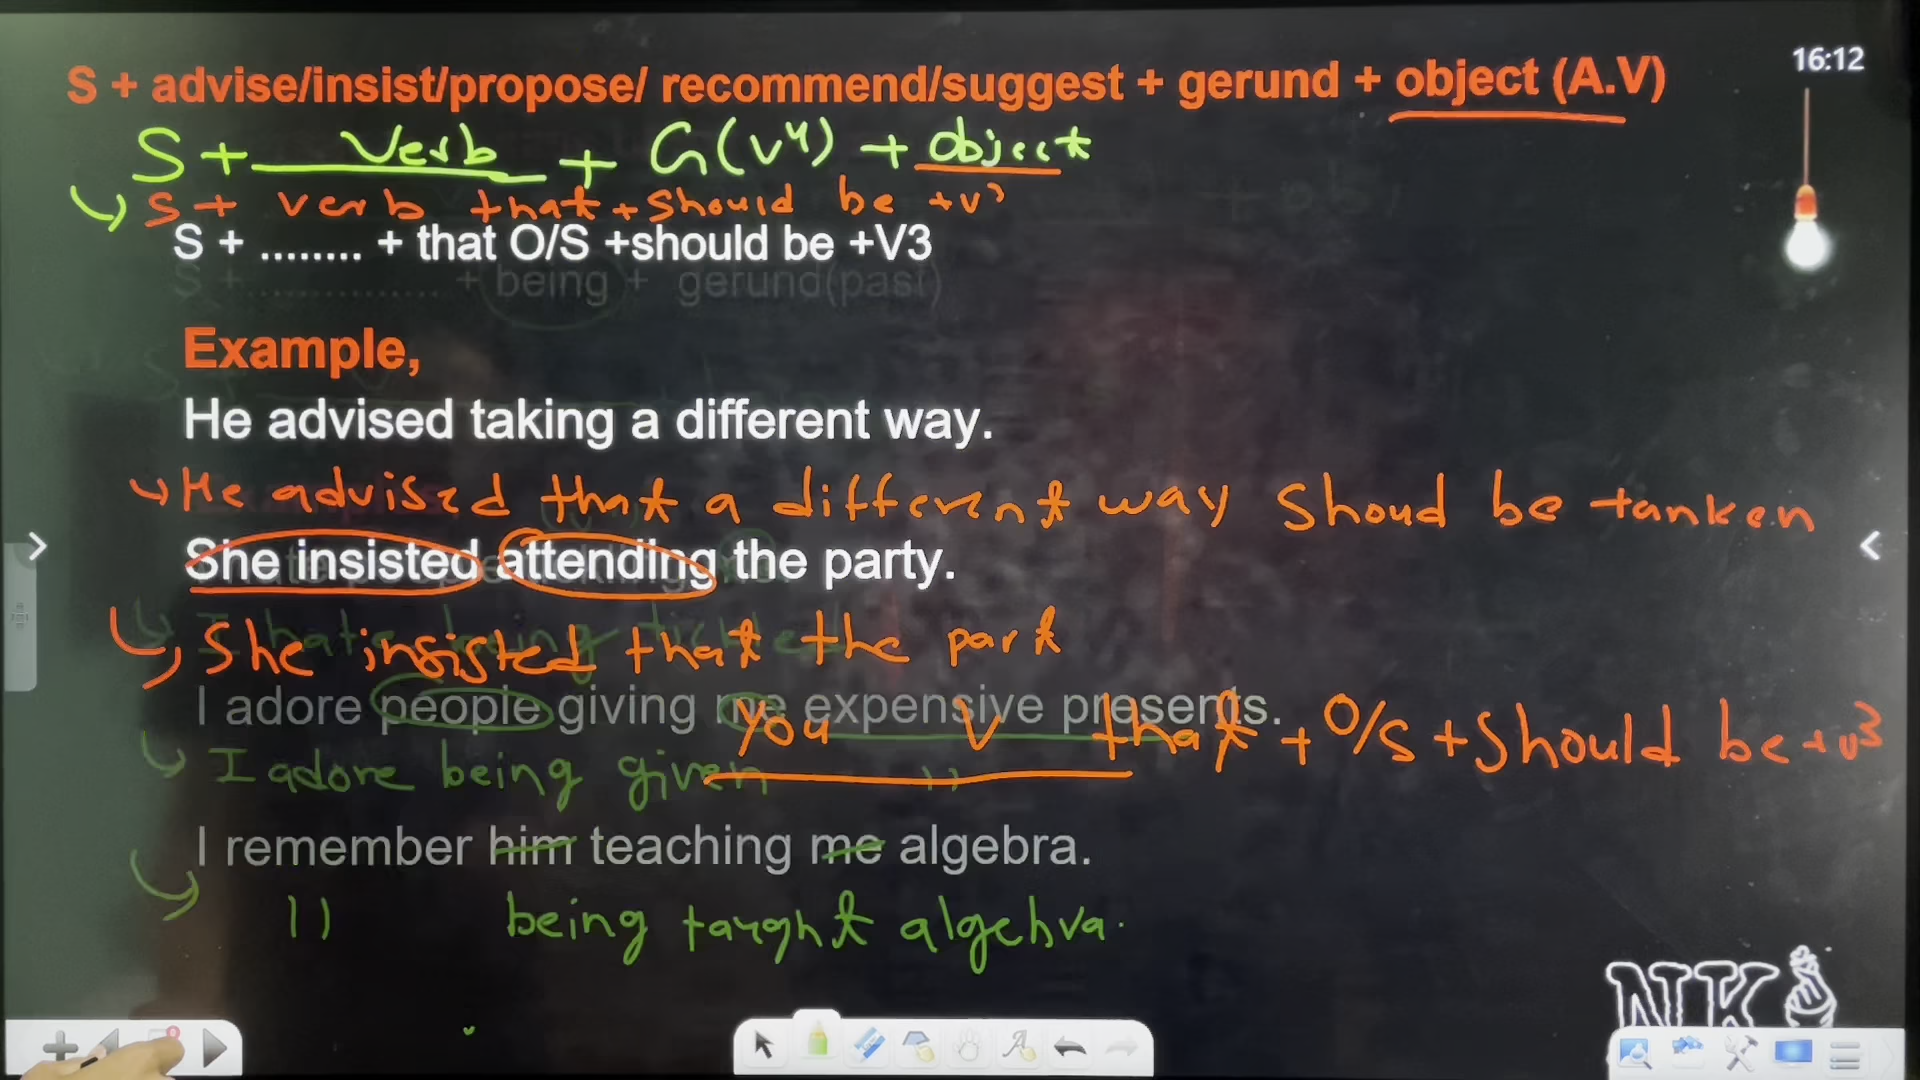 16:12
S + advise/insist/propose/ recommend/suggest + gerund + object (A.V)
S + Verb + G(v4) + object
S + verb that + should be +v3
S + ........ + that O/S +should be +V3
S + ............... + being + gerund(past)
Example,
He advised taking a different way.
He advised that a different way Shoud be tanken
She insisted attending the party.
She insisted that the part
I adore people giving me expensive presents.
You V that + O/S + Should be + v3
I adore being given
I remember him teaching me algebra.
being taught algebra.
NK